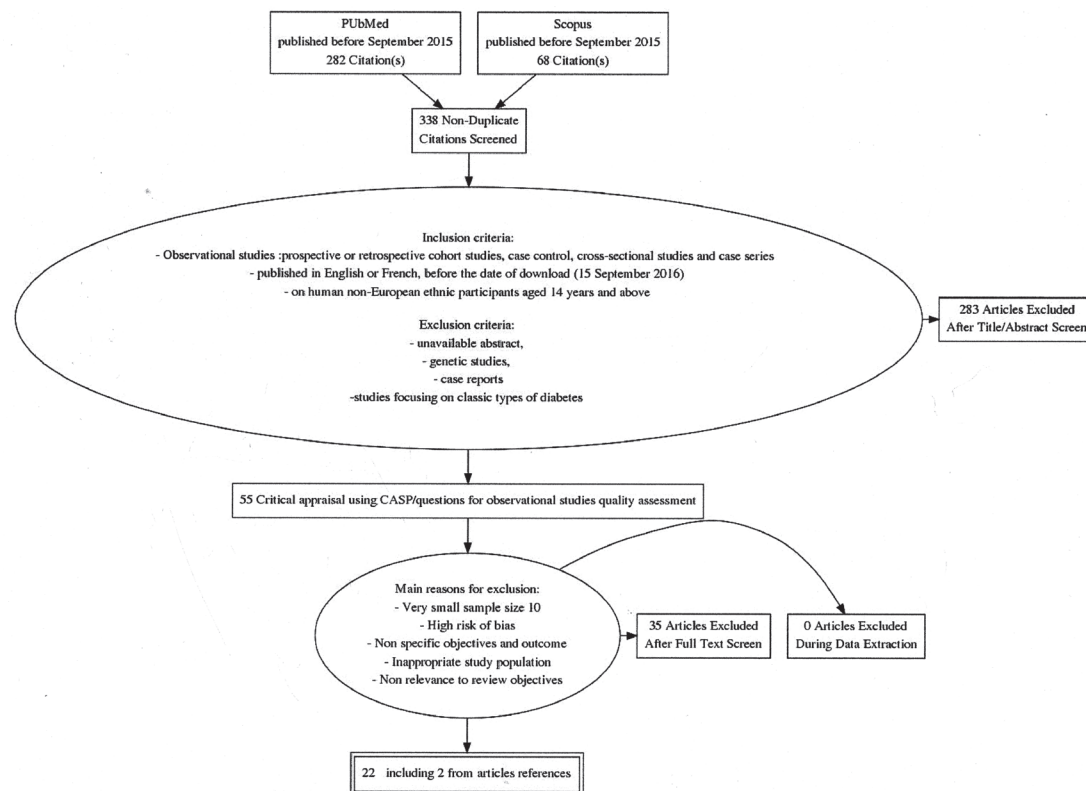 PUbMed
published before September 2015
282 Citation(s)
Scopus
published before September 2015
68 Citation(s)
338 Non-Duplicate
Citations Screened
Inclusion criteria:
- Observational studies :prospective or retrospective cohort studies, case control, cross-sectional studies and case series
- published in English or French, before the date of download (15 September 2016)
- on human non-European ethnic participants aged 14 years and above
Exclusion criteria:
- unavailable abstract,
- genetic studies,
- case reports
-studies focusing on classic types of diabetes
283 Articles Excluded
After Title/Abstract Screen
55 Critical appraisal using CASP/questions for observational studies quality assessment
Main reasons for exclusion:
- Very small sample size 10
- High risk of bias
- Non specific objectives and outcome
- Inappropriate study population
- Non relevance to review objectives
35 Articles Excluded
After Full Text Screen
0 Articles Excluded
During Data Extraction
22 including 2 from articles references